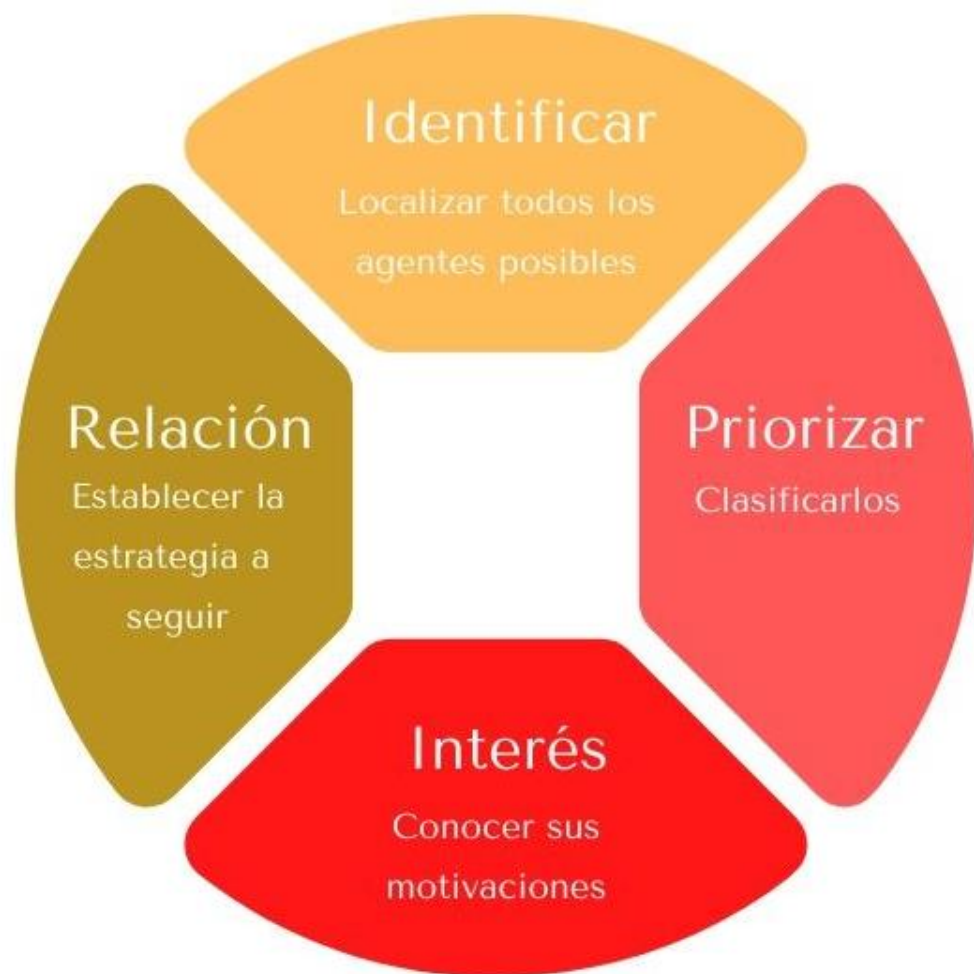 Identificar
Localizar todos los
agentes posibles
Priorizar
Clasificarlos
Interés
Conocer sus
motivaciones
Relación
Establecer la
estrategia a
seguir